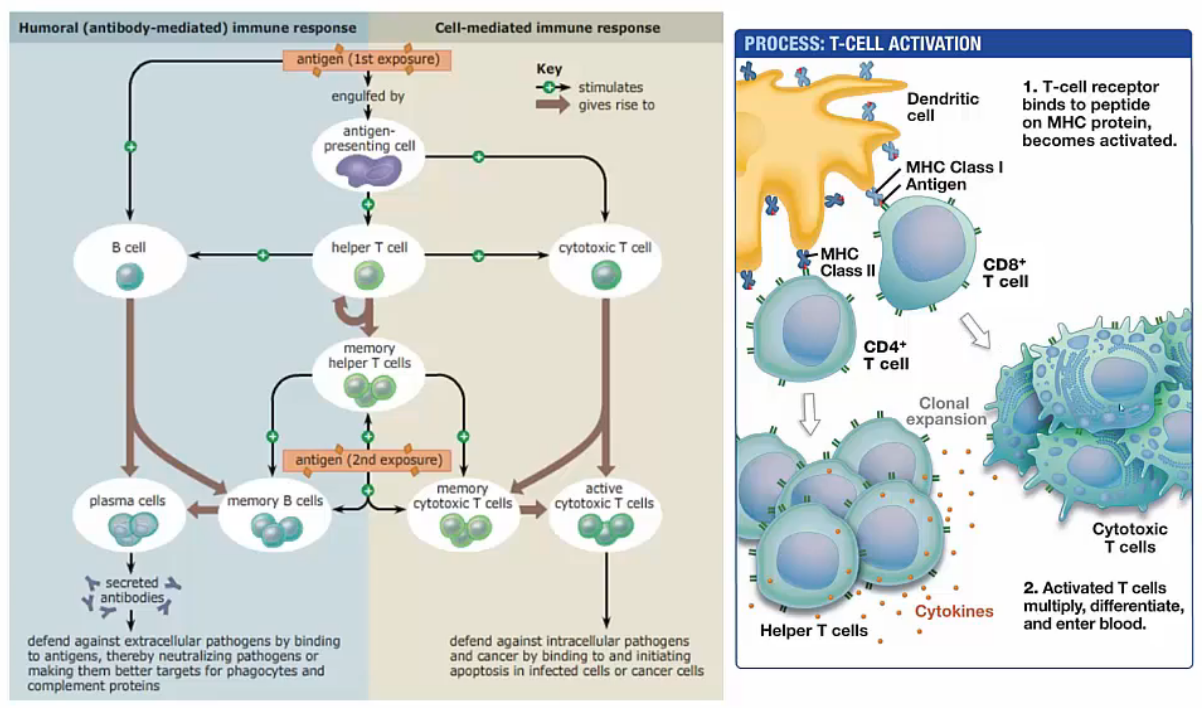 Humoral (antibody-mediated) immune response
Cell-mediated immune response
antigen (1st exposure)
Key
stimulates
gives rise to
engulfed by
antigen-
presenting cell
B cell
helper T cell
cytotoxic T cell
memory
helper T cells
antigen (2nd exposure)
plasma cells
memory B cells
memory
cytotoxic T cells
active
cytotoxic T cells
secreted
antibodies
defend against extracellular pathogens by binding
to antigens, thereby neutralizing pathogens or
making them better targets for phagocytes and
complement proteins
defend against intracellular pathogens
and cancer by binding to and initiating
apoptosis in infected cells or cancer cells
PROCESS: T-CELL ACTIVATION
Dendritic
cell
1. T-cell receptor
binds to peptide
on MHC protein,
becomes activated.
MHC Class I
Antigen
MHC
Class II
CD8+
T cell
CD4+
T cell
Clonal
expansion
Cytotoxic
T cells
Cytokines
Helper T cells
2. Activated T cells
multiply, differentiate,
and enter blood.